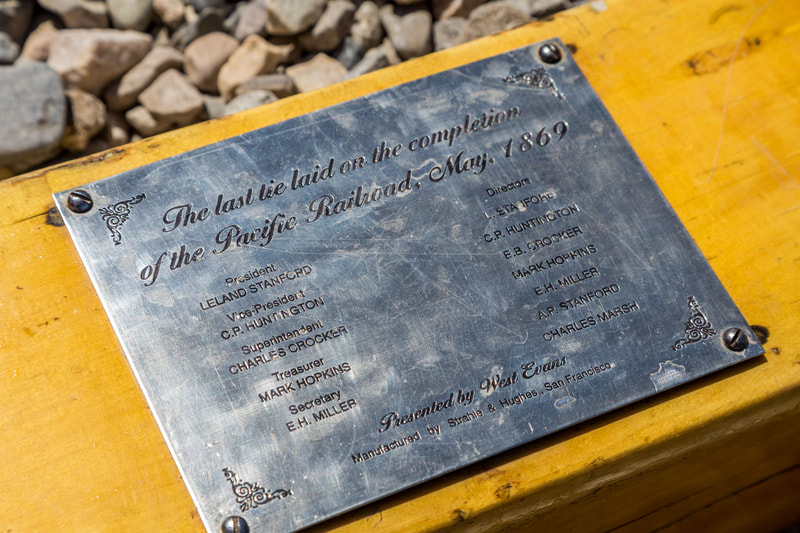 The last tie laid on the completion
of the Pacific Railroad, May, 1869
President
LELAND STANFORD
Vice-President
C.P. HUNTINGTON
Superintendent
CHARLES CROCKER
Treasurer
MARK HOPKINS
Secretary
E.H. MILLER
Directors
L. STANFORD
C.P. HUNTINGTON
E.B. CROCKER
MARK HOPKINS
E.H. MILLER
A.P. STANFORD
CHARLES MARSH
Presented by West Evans
Manufactured by Strahle & Hughes, San Francisco